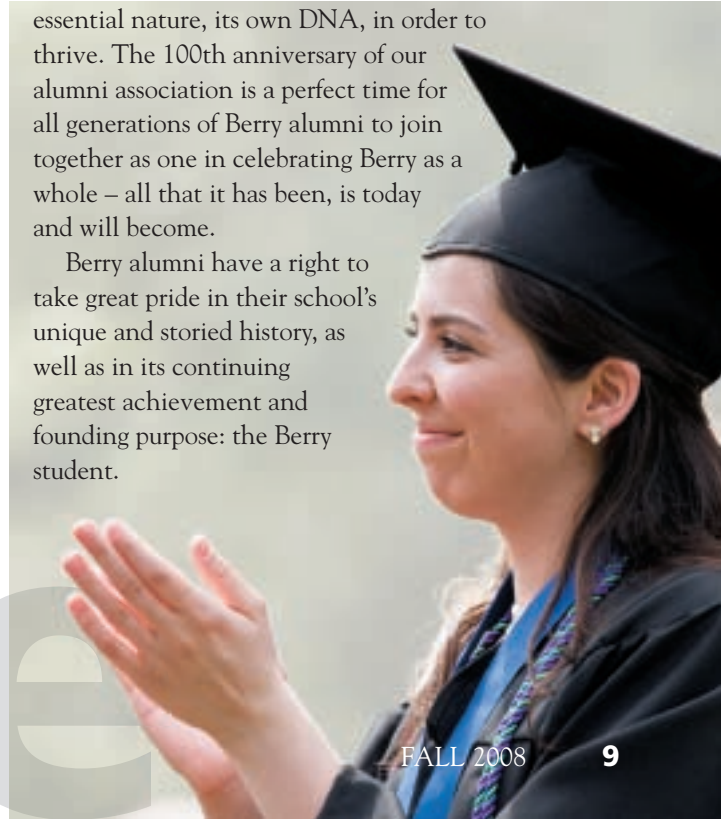 essential nature, its own DNA, in order to
thrive. The 100th anniversary of our
alumni association is a perfect time for
all generations of Berry alumni to join
together as one in celebrating Berry as a
whole – all that it has been, is today
and will become.
Berry alumni have a right to
take great pride in their school's
unique and storied history, as
well as in its continuing
greatest achievement and
founding purpose: the Berry
student.
e
FALL 2008 9